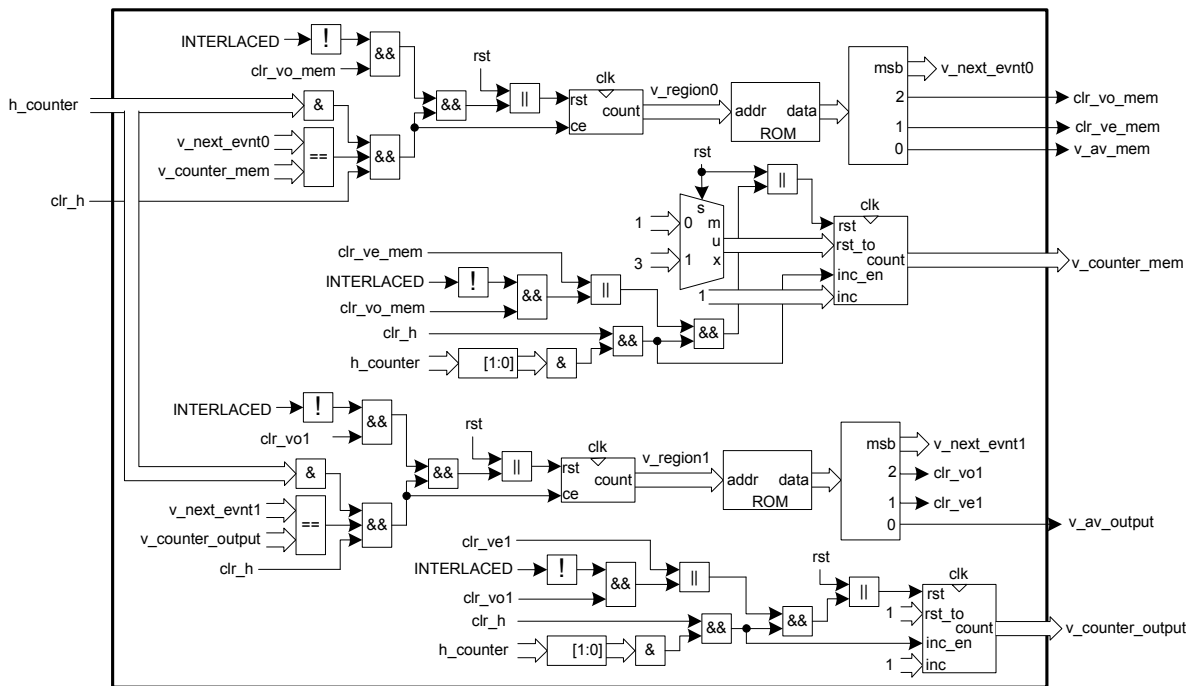 INTERLACED
!
&&
clr_vo_mem
rst
&&
||
clk
rst
count
ce
v_region0
addr
data
ROM
msb
v_next_evnt0
2
clr_vo_mem
1
clr_ve_mem
0
v_av_mem
h_counter
&
v_next_evnt0
==
v_counter_mem
&&
clr_h
rst
||
s
1
0
m
u
3
1
x
clk
rst
rst_to
count
inc_en
inc
v_counter_mem
1
clr_ve_mem
INTERLACED
!
&&
||
clr_vo_mem
clr_h
&&
&&
h_counter
[1:0]
&
INTERLACED
!
&&
clr_vo1
rst
&&
||
clk
rst
count
ce
v_region1
addr
data
ROM
msb
v_next_evnt1
2
clr_vo1
1
clr_ve1
0
v_av_output
&
v_next_evnt1
==
v_counter_output
&&
clr_h
clr_ve1
INTERLACED
!
&&
||
clr_vo1
clr_h
&&
&&
h_counter
[1:0]
&
rst
||
clk
rst
1
rst_to
count
inc_en
1
inc
v_counter_output